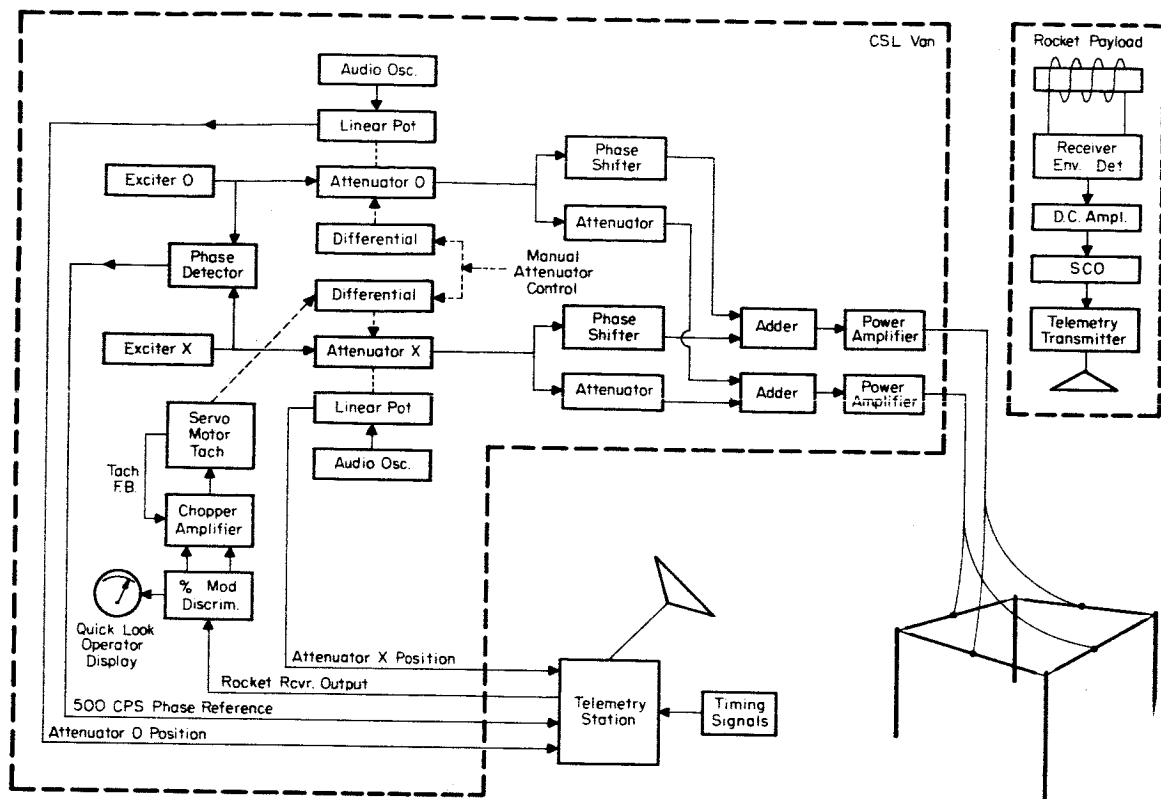 CSL Van
Rocket Payload
Audio Osc.
Linear Pot
Exciter O
Attenuator O
Phase
Shifter
Attenuator
Receiver
Env. Det
D.C. Ampl.
SCO
Telemetry
Transmitter
Differential
Phase
Detector
Manual
Attenuator
Control
Differential
Exciter X
Attenuator X
Phase
Shifter
Attenuator
Adder
Power
Amplifier
Adder
Power
Amplifier
Linear Pot
Audio Osc.
Servo
Motor
Tach
Tach
F.B.
Chopper
Amplifier
% Mod
Discrim.
Quick Look
Operator
Display
Attenuator X Position
Rocket Rcvr. Output
500 CPS Phase Reference
Attenuator O Position
Telemetry
Station
Timing
Signals